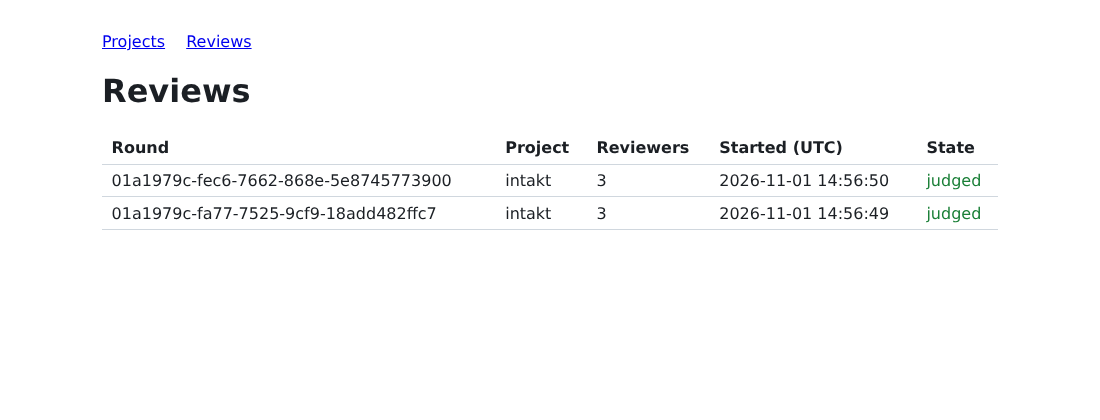 Projects Reviews
Reviews
Round Project Reviewers Started (UTC) State
01a1979c-fec6-7662-868e-5e8745773900 intakt 3 2026-11-01 14:56:50 judged
01a1979c-fa77-7525-9cf9-18add482ffc7 intakt 3 2026-11-01 14:56:49 judged